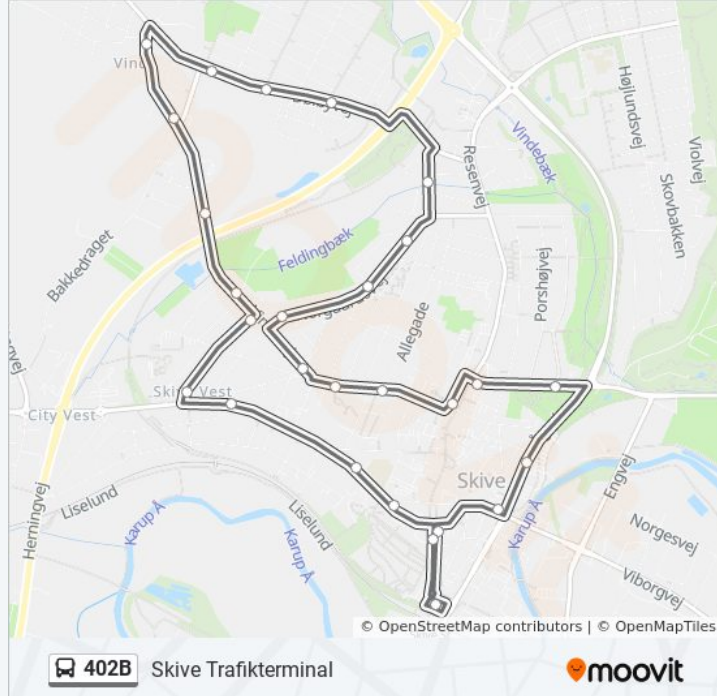 Vind
Højlundsvej
Violvej
Vindebæk
Resenvej
Skovbakken
Bakkedraget
Feldingbæk
Porshøjvej
Allegade
Skive Vest
City Vest
Skive
Engvej
Liselund
Liselund
Karup Å
Karup Å
Karup Å
Herningvej
Norgesvej
Viborgvej
© OpenStreetMap contributors | © OpenMapTiles
402B Skive Trafikterminal
moovit